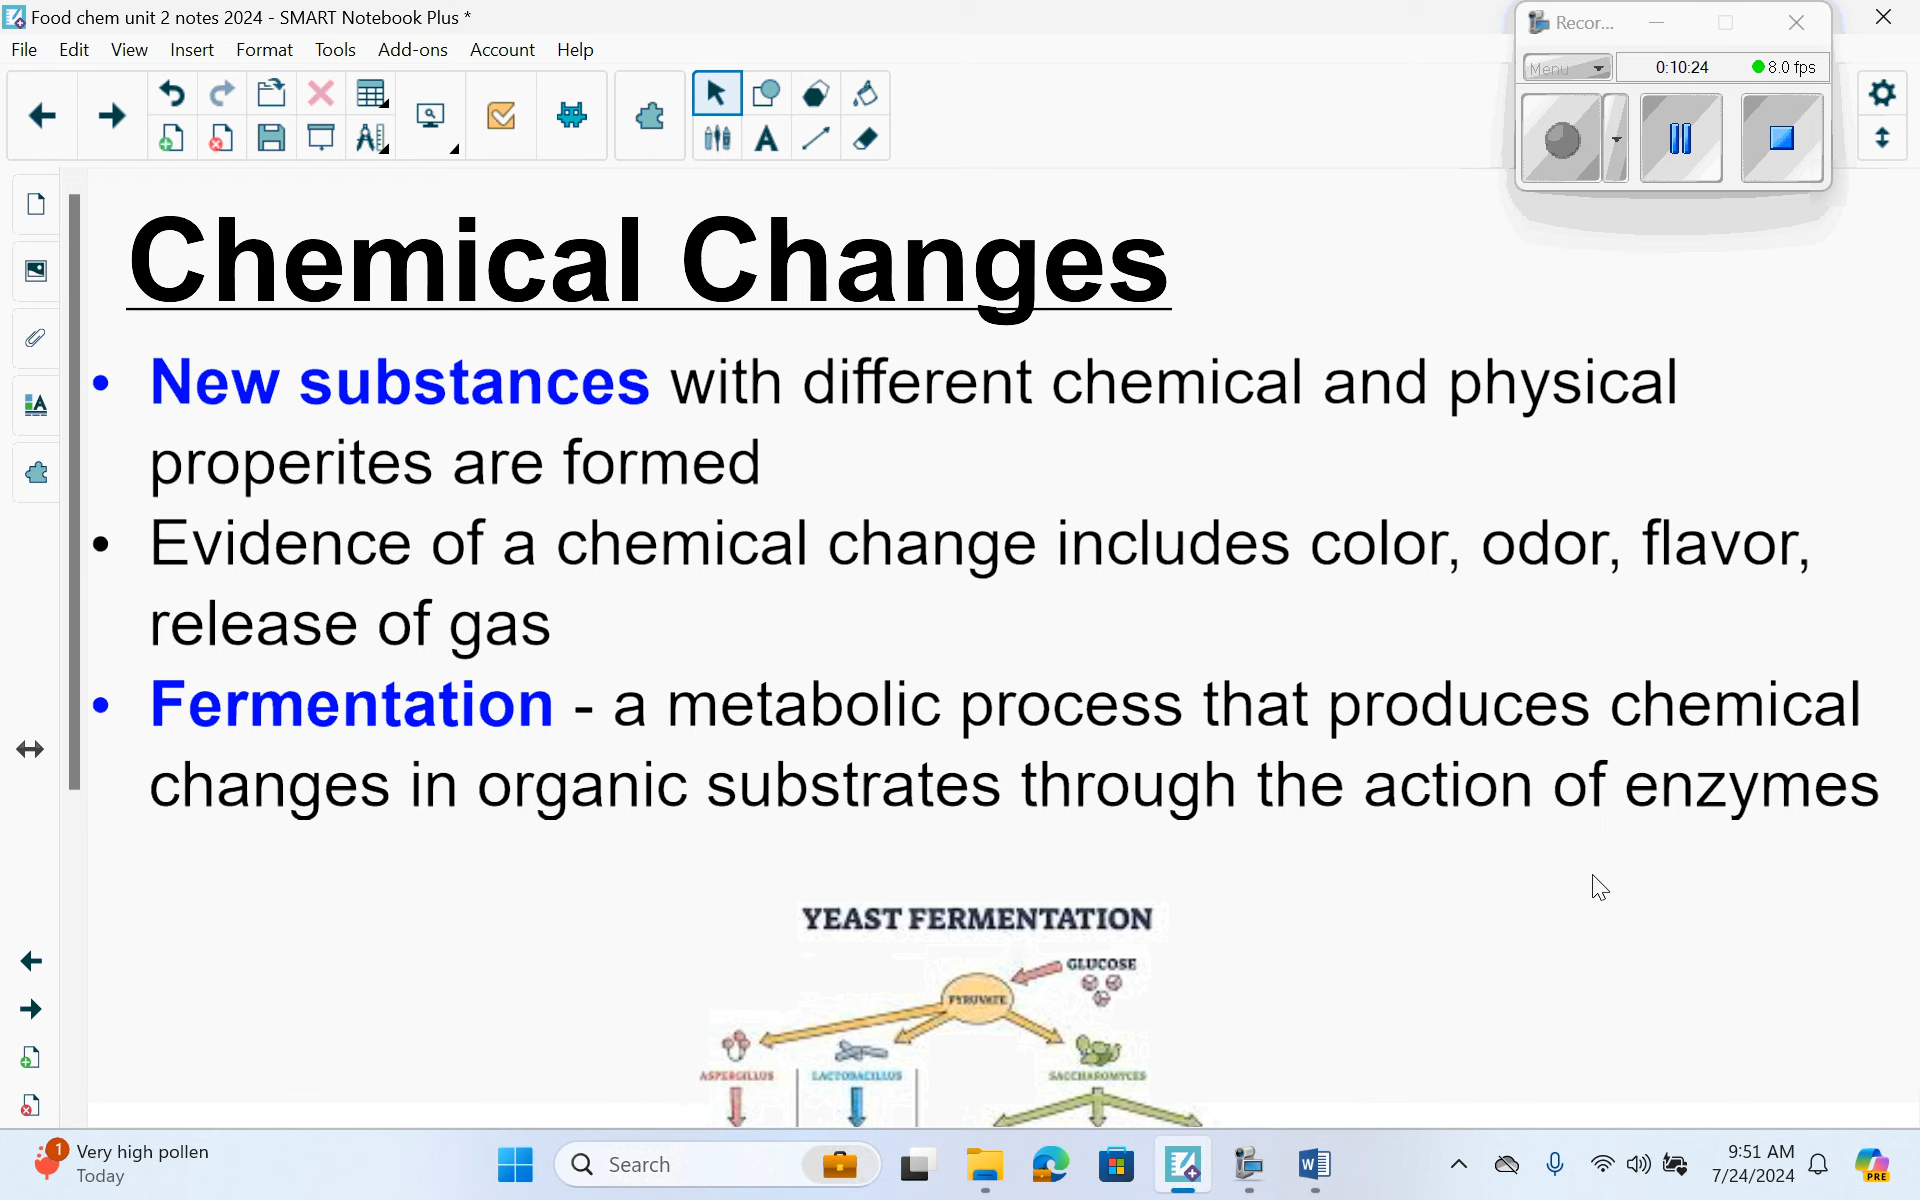 Food chem unit 2 notes 2024 - SMART Notebook Plus *
Recor...
File Edit View Insert Format Tools Add-ons Account Help
Menu
0:10:24
8.0 fps
Chemical Changes
• New substances with different chemical and physical
properites are formed
• Evidence of a chemical change includes color, odor, flavor,
release of gas
• Fermentation - a metabolic process that produces chemical
changes in organic substrates through the action of enzymes
YEAST FERMENTATION
GLUCOSE
PYRUVATE
ASPERGILLUS
LACTOBACILLUS
SACCHAROMYCES
1
Very high pollen
Today
Search
9:51 AM
7/24/2024
PRE